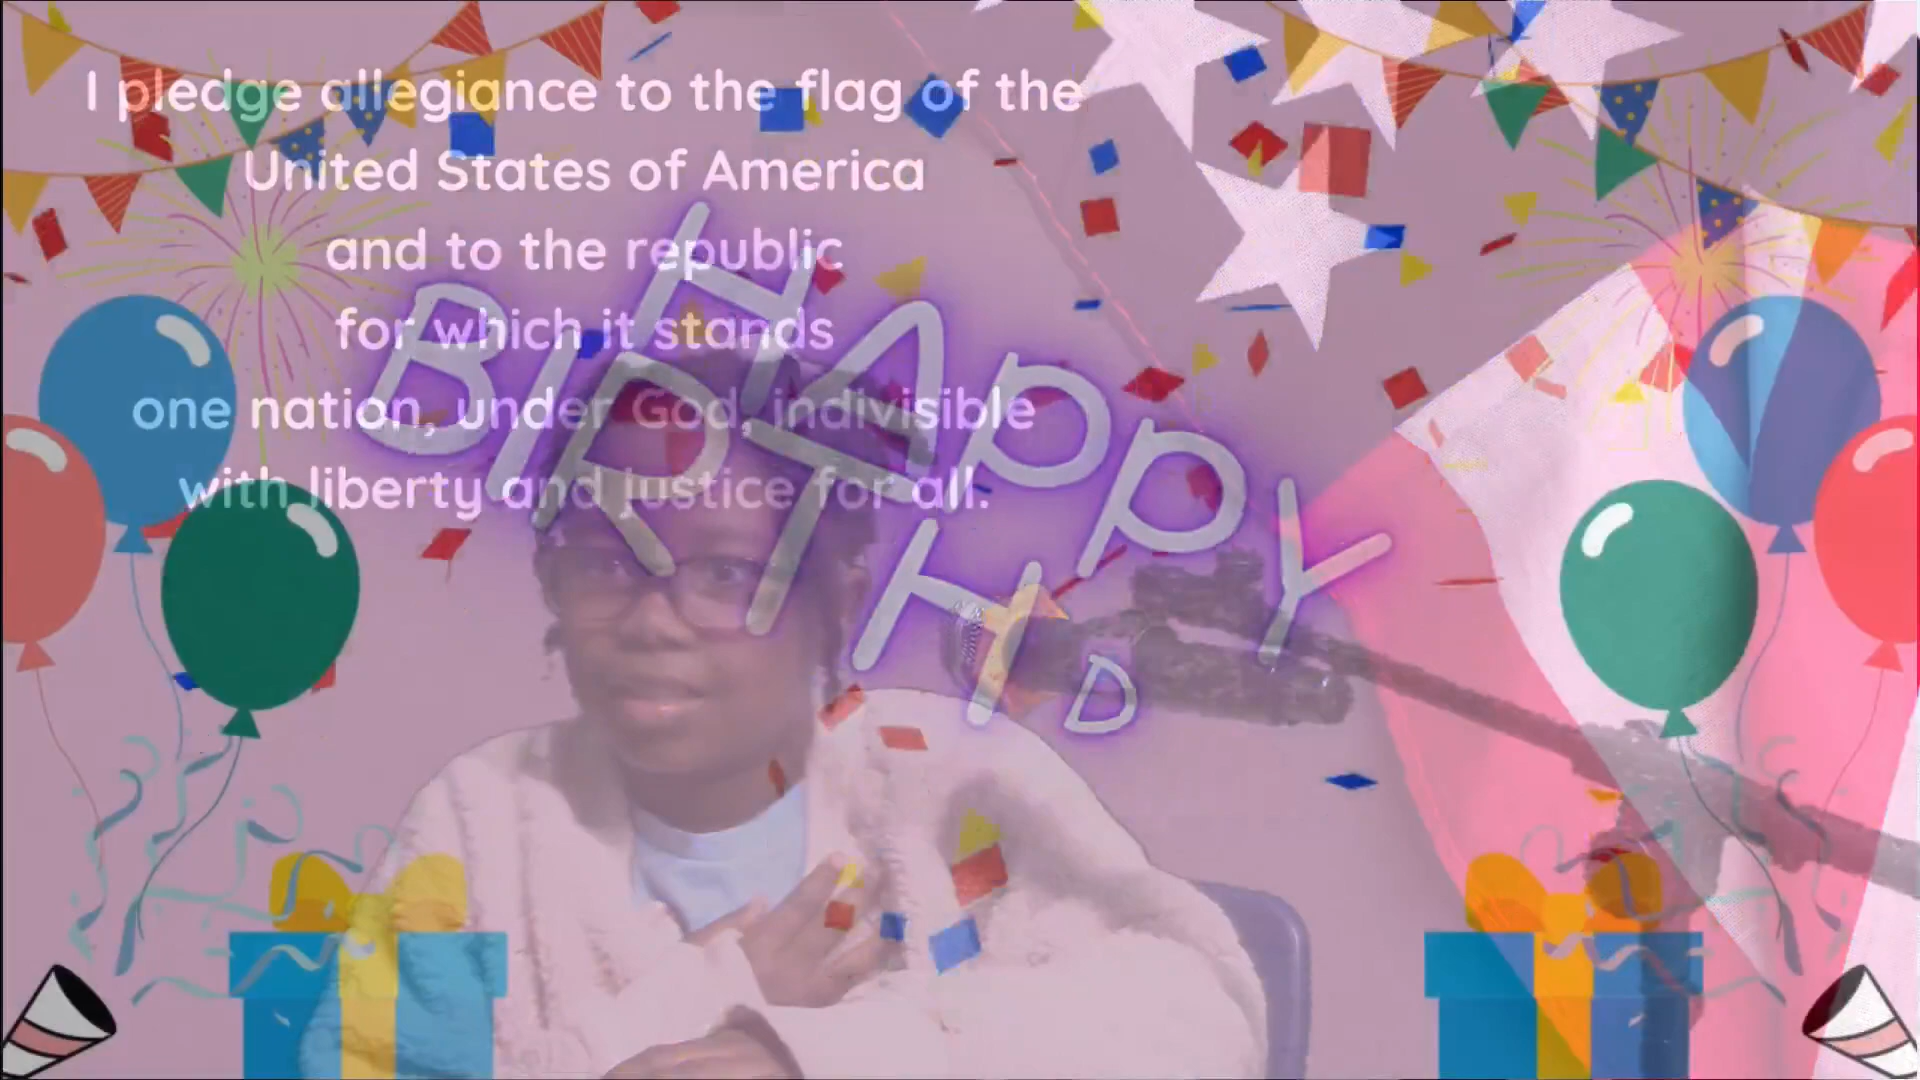 I pledge allegiance to the flag of the
United States of America
and to the republic
for which it stands
one nation, under God, indivisible
with liberty and justice for all.
HAppy
BIRTHD